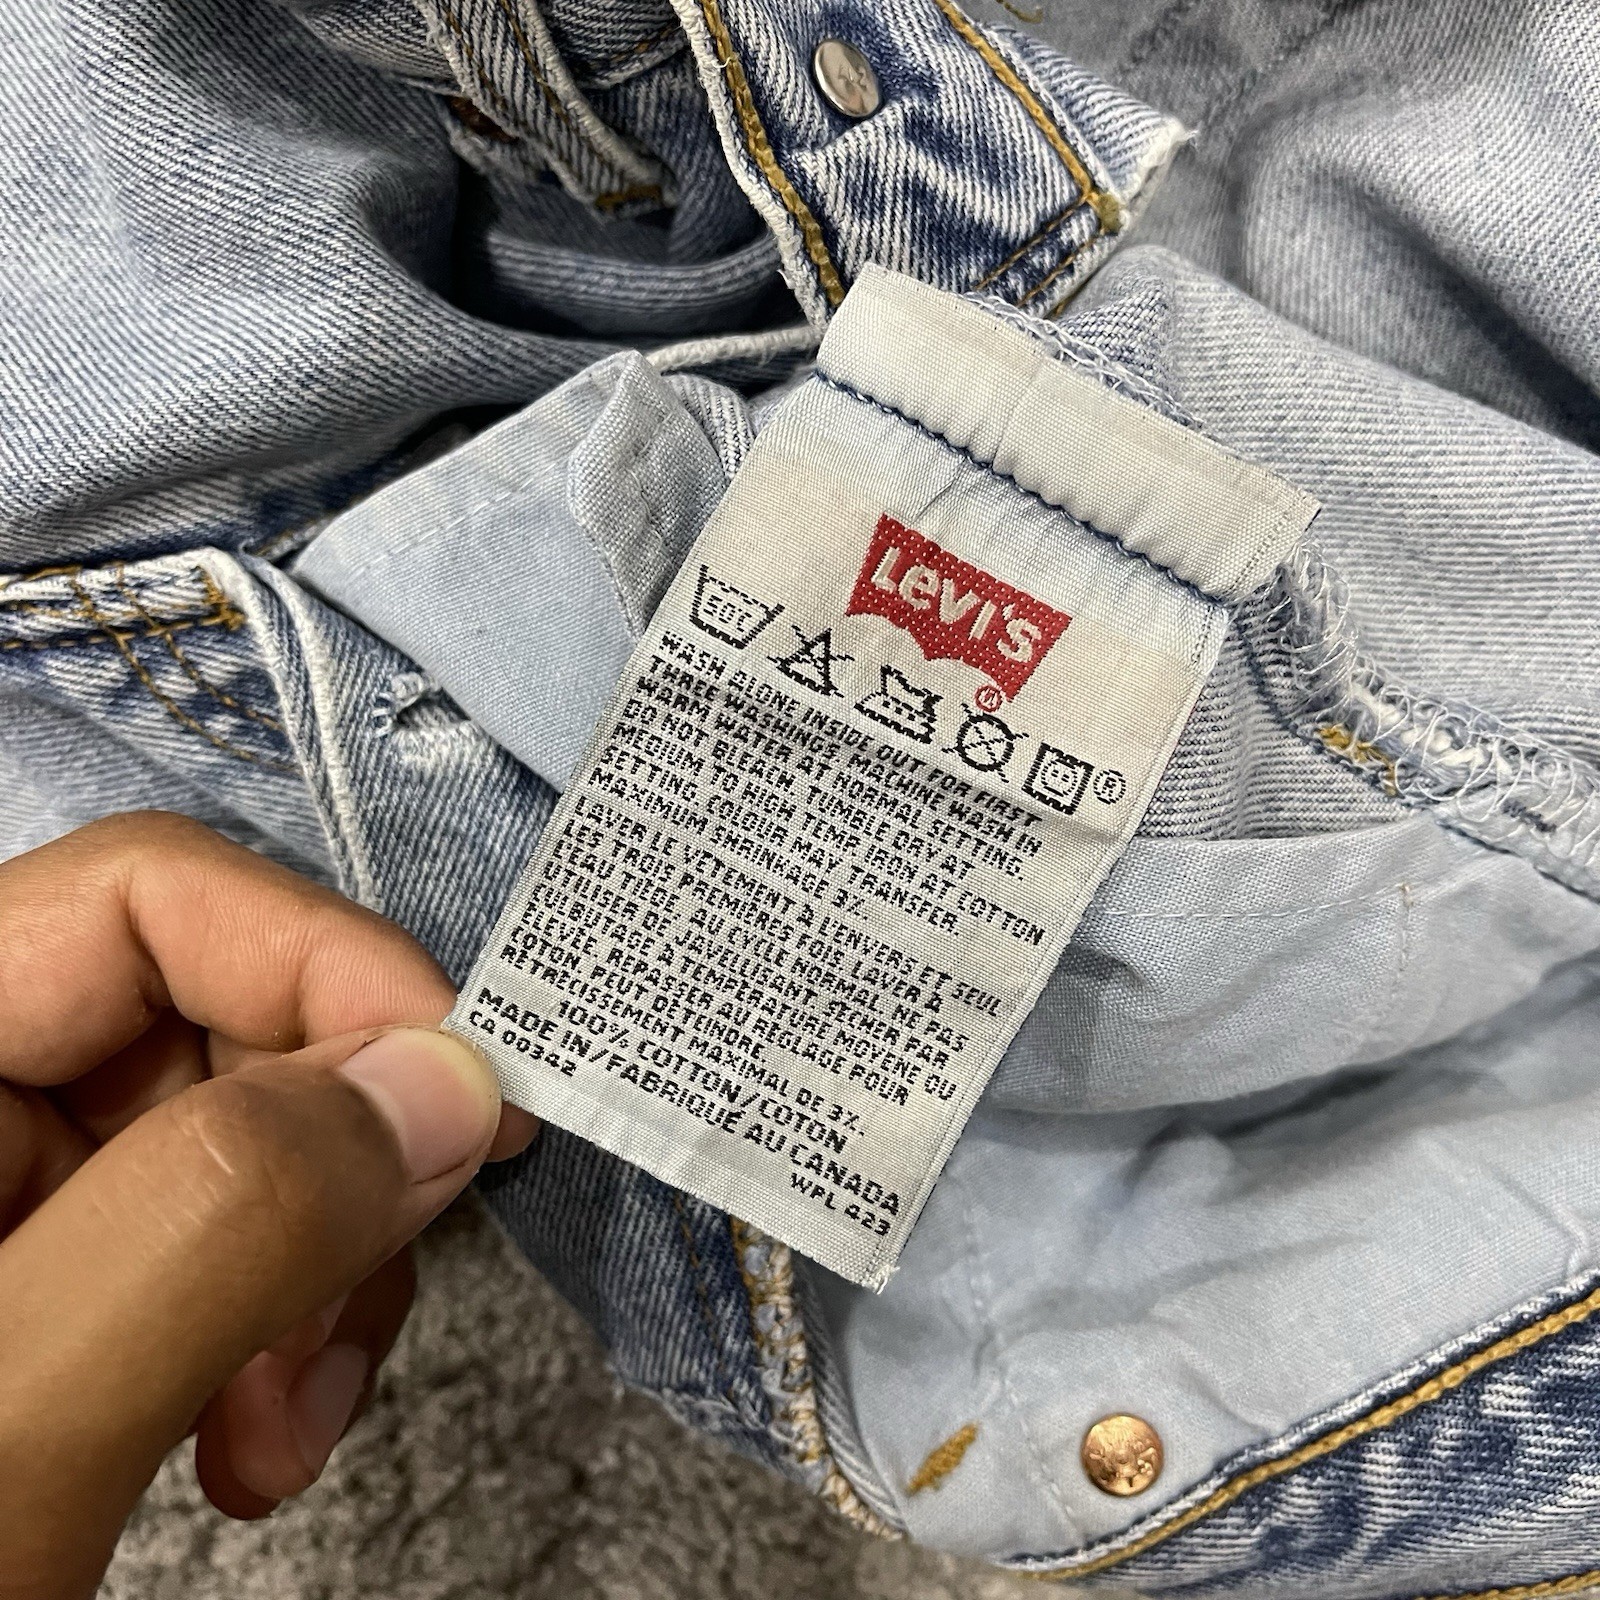 LEVI'S
®
50C
®
WASH ALONE INSIDE OUT FOR FIRST
THREE WASHINGS. MACHINE WASH IN
WARM WATER AT NORMAL SETTING.
DO NOT BLEACH. TUMBLE DRY AT
MEDIUM TO HIGH TEMP. IRON AT COTTON
SETTING. COLOUR MAY TRANSFER.
MAXIMUM SHRINKAGE 3%.
LAVER LE VETEMENT À L'ENVERS ET SEUL
LES TROIS PREMIÈRES FOIS. LAVER À
L'EAU TIÈDE, AU CYCLE NORMAL. NE PAS
UTILISER DE JAVELLISANT. SÉCHER PAR
CULBUTAGE À TEMPÉRATURE MOYENNE OU
ÉLEVÉE. REPASSER AU RÉGLAGE POUR
COTON. PEUT DÉTEINDRE.
RÉTRÉCISSEMENT MAXIMAL DE 3%.
100% COTTON/COTON
MADE IN/FABRIQUÉ AU CANADA
CA 00342
WPL 423